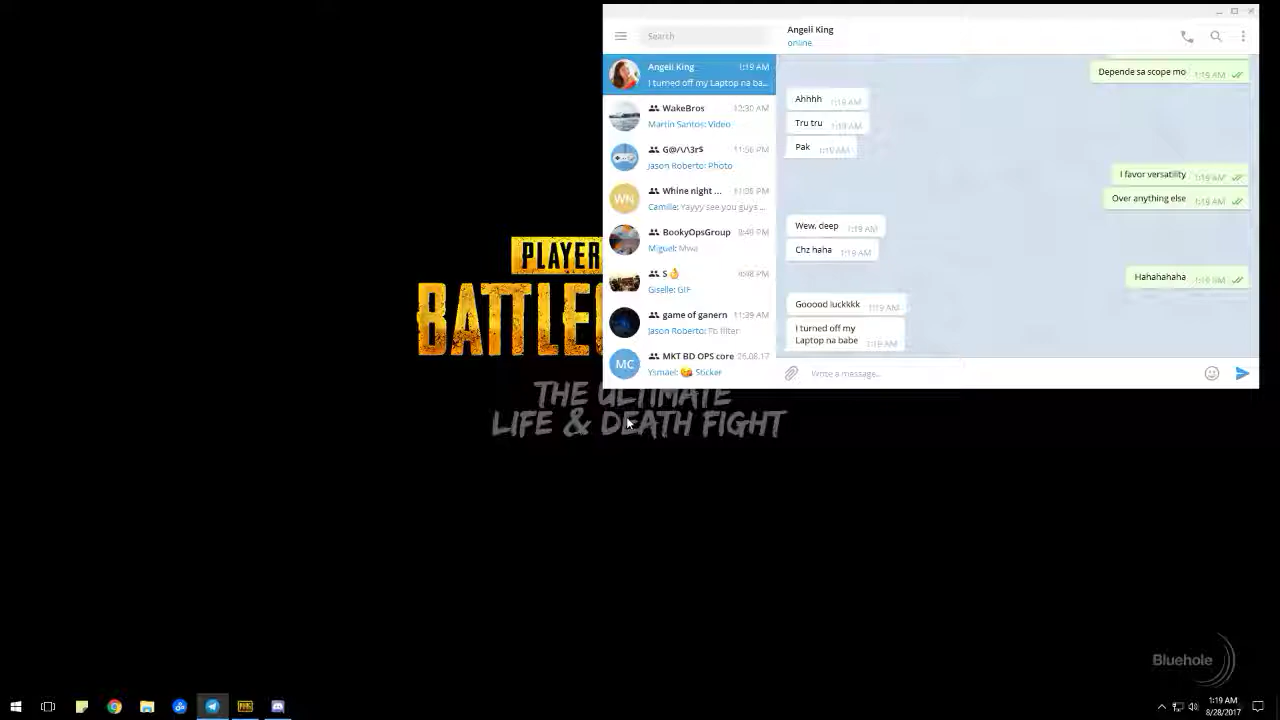 Search
Angeli King
online
Angeli King 1:19 AM
I turned off my Laptop na ba...
WakeBros 12:30 AM
Martin Santos: Video
G@/\/\3r$ 11:56 PM
Jason Roberto: Photo
WN
Whine night ... 11:35 PM
Camille: Yayyy see you guys ...
BookyOpsGroup 8:49 PM
Miguel: Mwa
S👌 4:48 PM
Giselle: GIF
game of ganern 11:39 AM
Jason Roberto: Fb filter
MC
MKT BD OPS core 26.08.17
Ysmael: 😘 Sticker
Depende sa scope mo 1:19 AM
Ahhhh 1:19 AM
Tru tru 1:19 AM
Pak 1:19 AM
I favor versatility 1:19 AM
Over anything else 1:19 AM
Wew, deep 1:19 AM
Chz haha 1:19 AM
Hahahahaha 1:19 AM
Gooood luckkkk 1:19 AM
I turned off my
Laptop na babe 1:19 AM
Write a message...
PLAYER
BATTLE
THE ULTIMATE
LIFE & DEATH FIGHT
Bluehole
PUBG
1:19 AM
8/28/2017